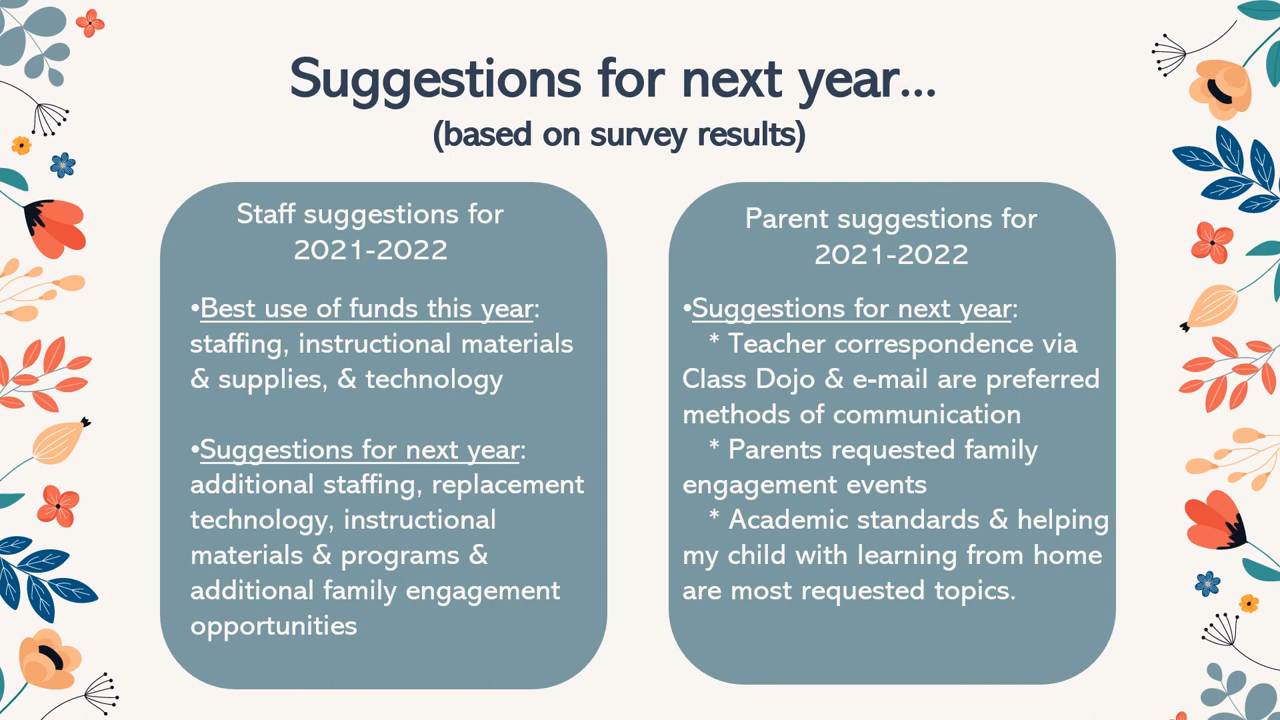 Suggestions for next year...
(based on survey results)
Staff suggestions for
2021-2022
•Best use of funds this year:
staffing, instructional materials
& supplies, & technology
•Suggestions for next year:
additional staffing, replacement
technology, instructional
materials & programs &
additional family engagement
opportunities
Parent suggestions for
2021-2022
•Suggestions for next year:
* Teacher correspondence via
Class Dojo & e-mail are preferred
methods of communication
* Parents requested family
engagement events
* Academic standards & helping
my child with learning from home
are most requested topics.